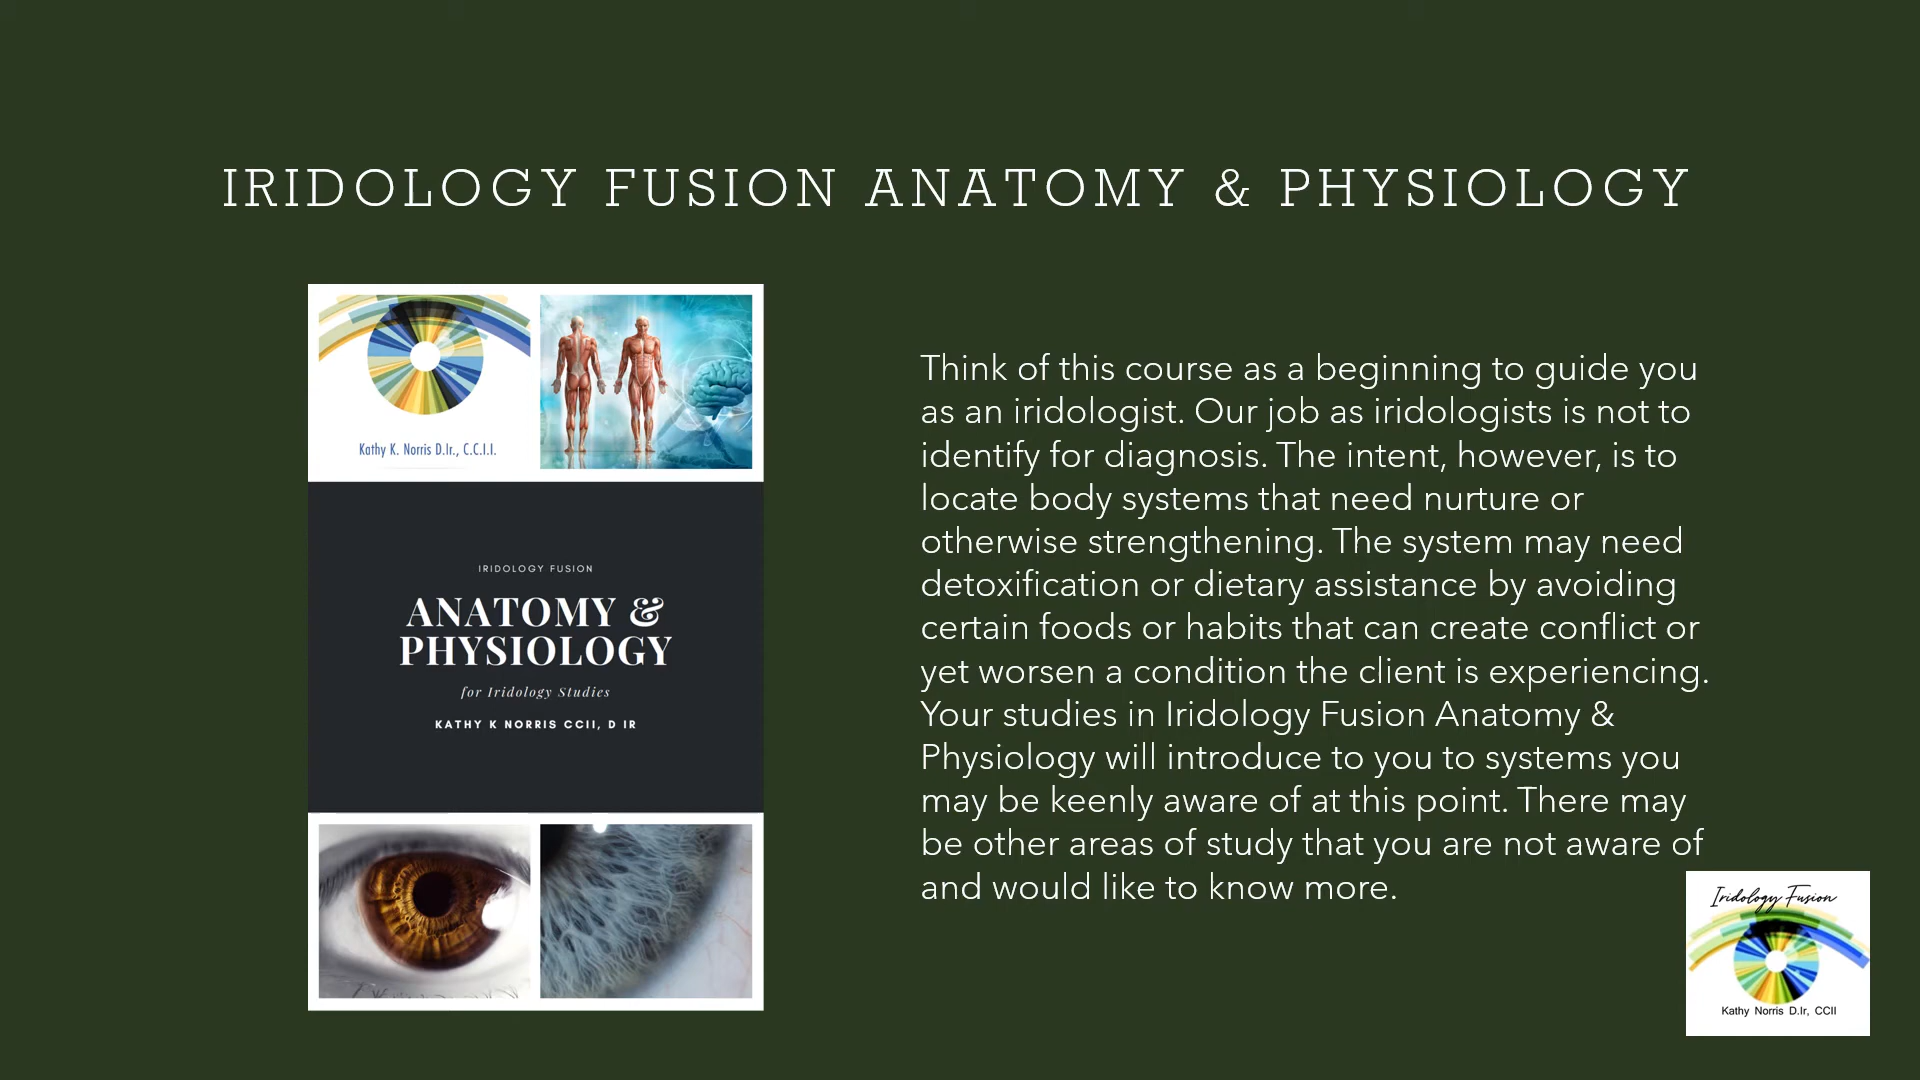 IRIDOLOGY FUSION ANATOMY & PHYSIOLOGY
Kathy K. Norris D.Ir., C.C.I.I.
IRIDOLOGY FUSION
ANATOMY &
PHYSIOLOGY
for Iridology Studies
KATHY K NORRIS CCII, D IR
Think of this course as a beginning to guide you
as an iridologist. Our job as iridologists is not to
identify for diagnosis. The intent, however, is to
locate body systems that need nurture or
otherwise strengthening. The system may need
detoxification or dietary assistance by avoiding
certain foods or habits that can create conflict or
yet worsen a condition the client is experiencing.
Your studies in Iridology Fusion Anatomy &
Physiology will introduce to you to systems you
may be keenly aware of at this point. There may
be other areas of study that you are not aware of
and would like to know more.
Iridology Fusion
Kathy Norris D.Ir, CCII